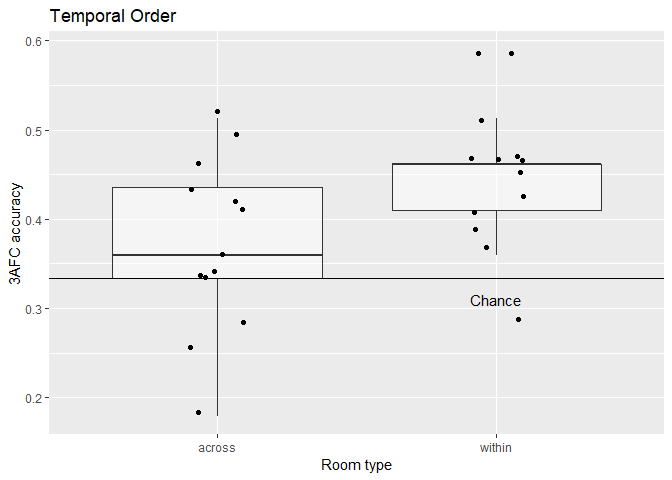 Temporal Order
0.6
0.5
0.4
0.3
0.2
3AFC accuracy
Chance
across within
Room type